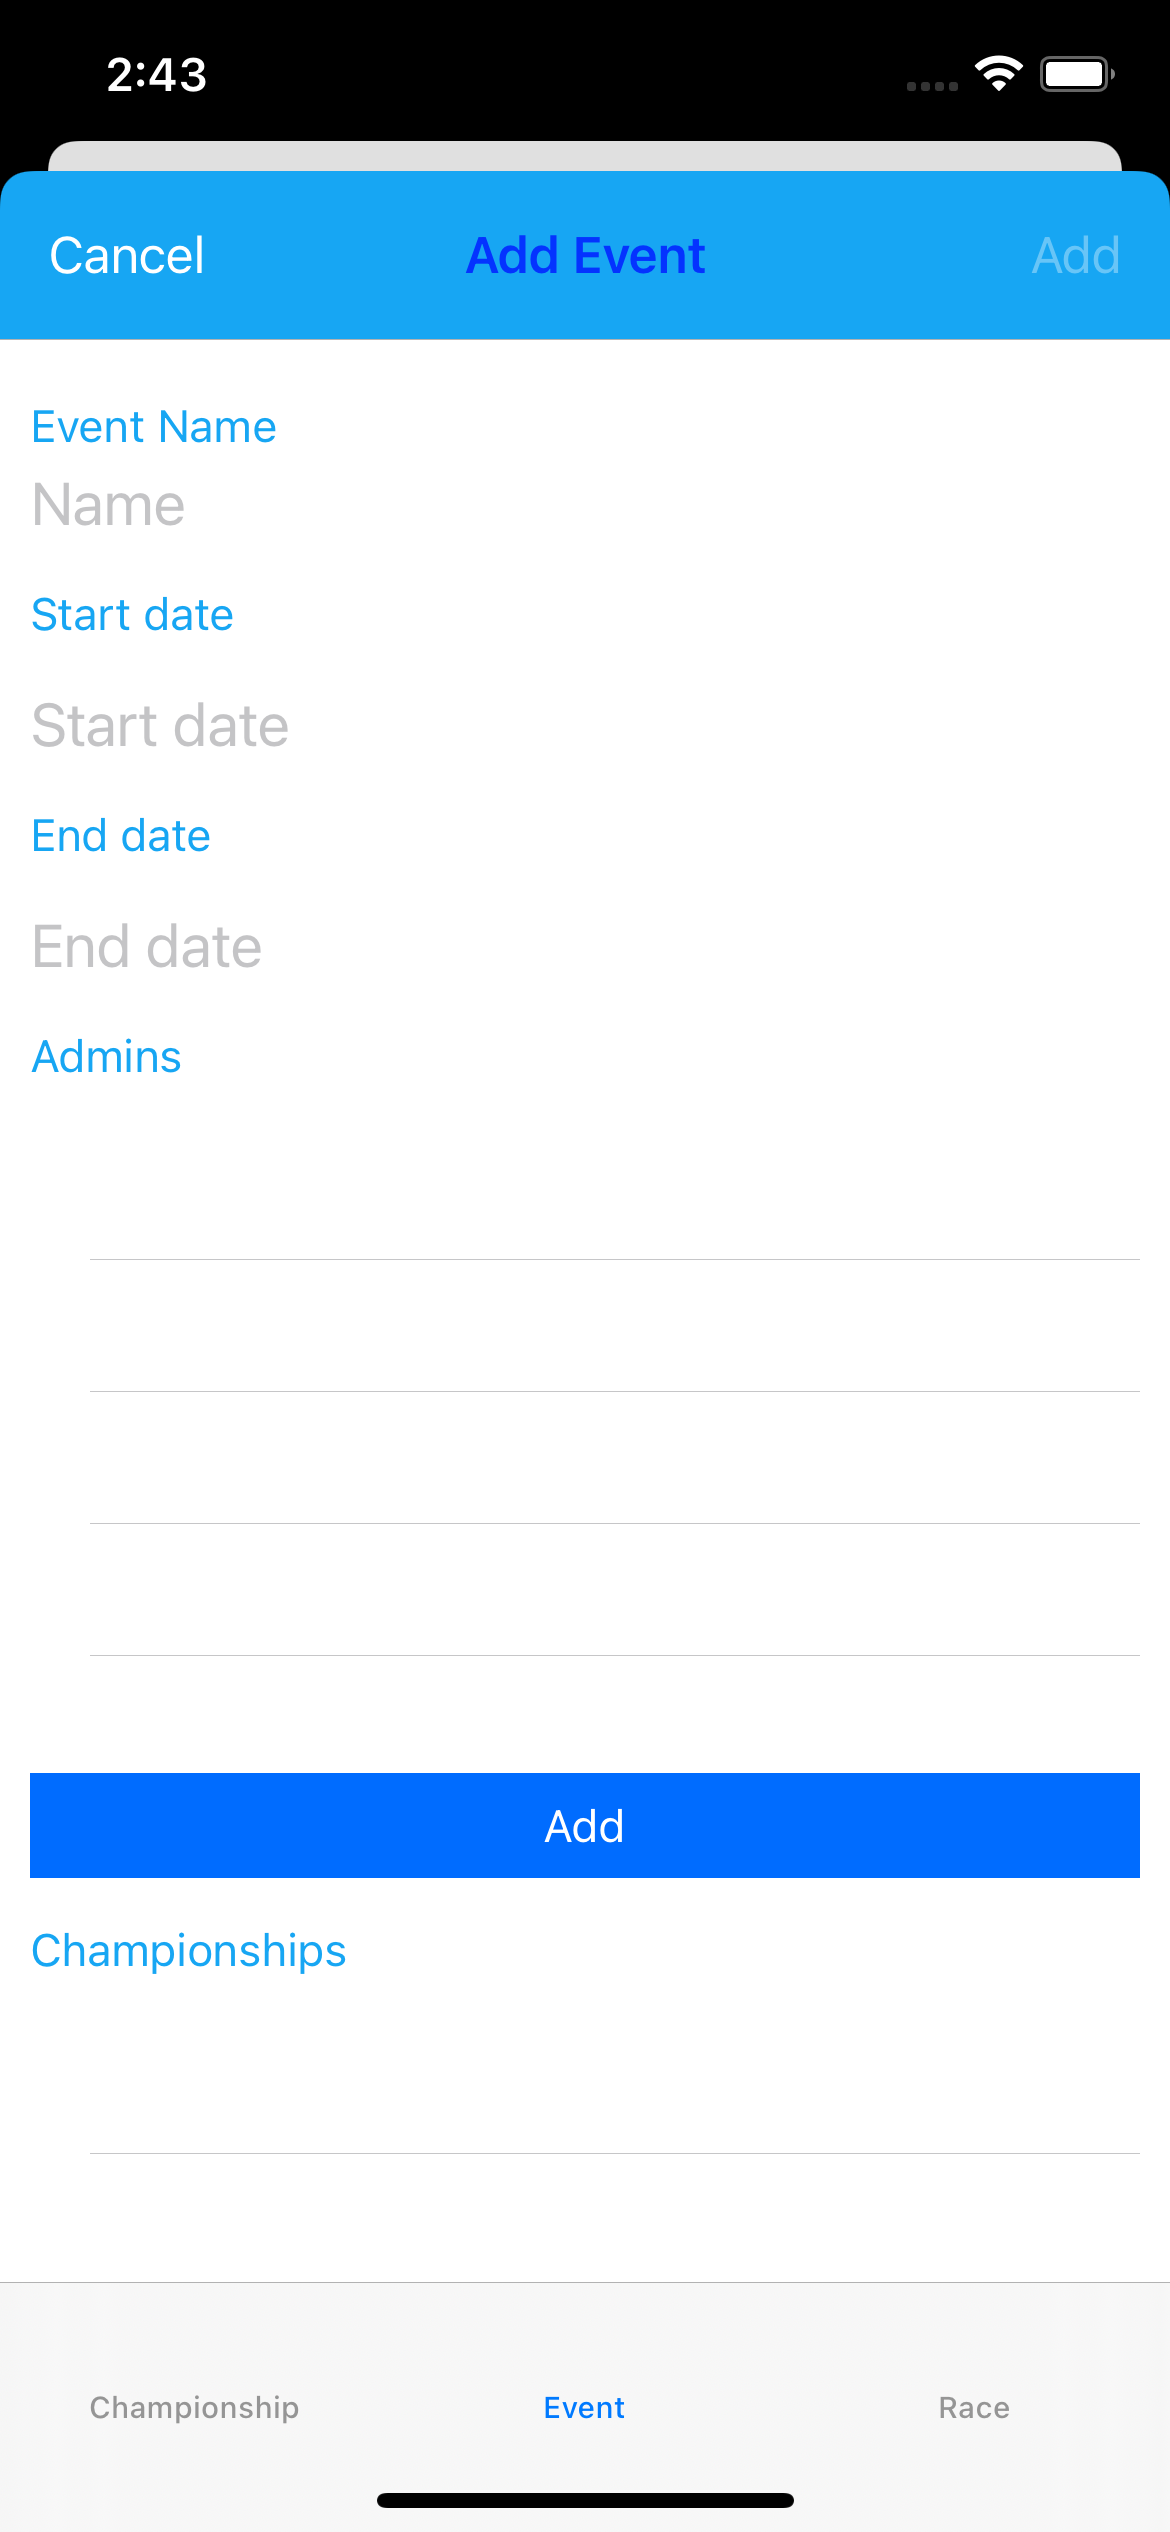 2:43
Cancel Add Event Add
Event Name
Name
Start date
Start date
End date
End date
Admins
Add
Championships
Championship Event Race